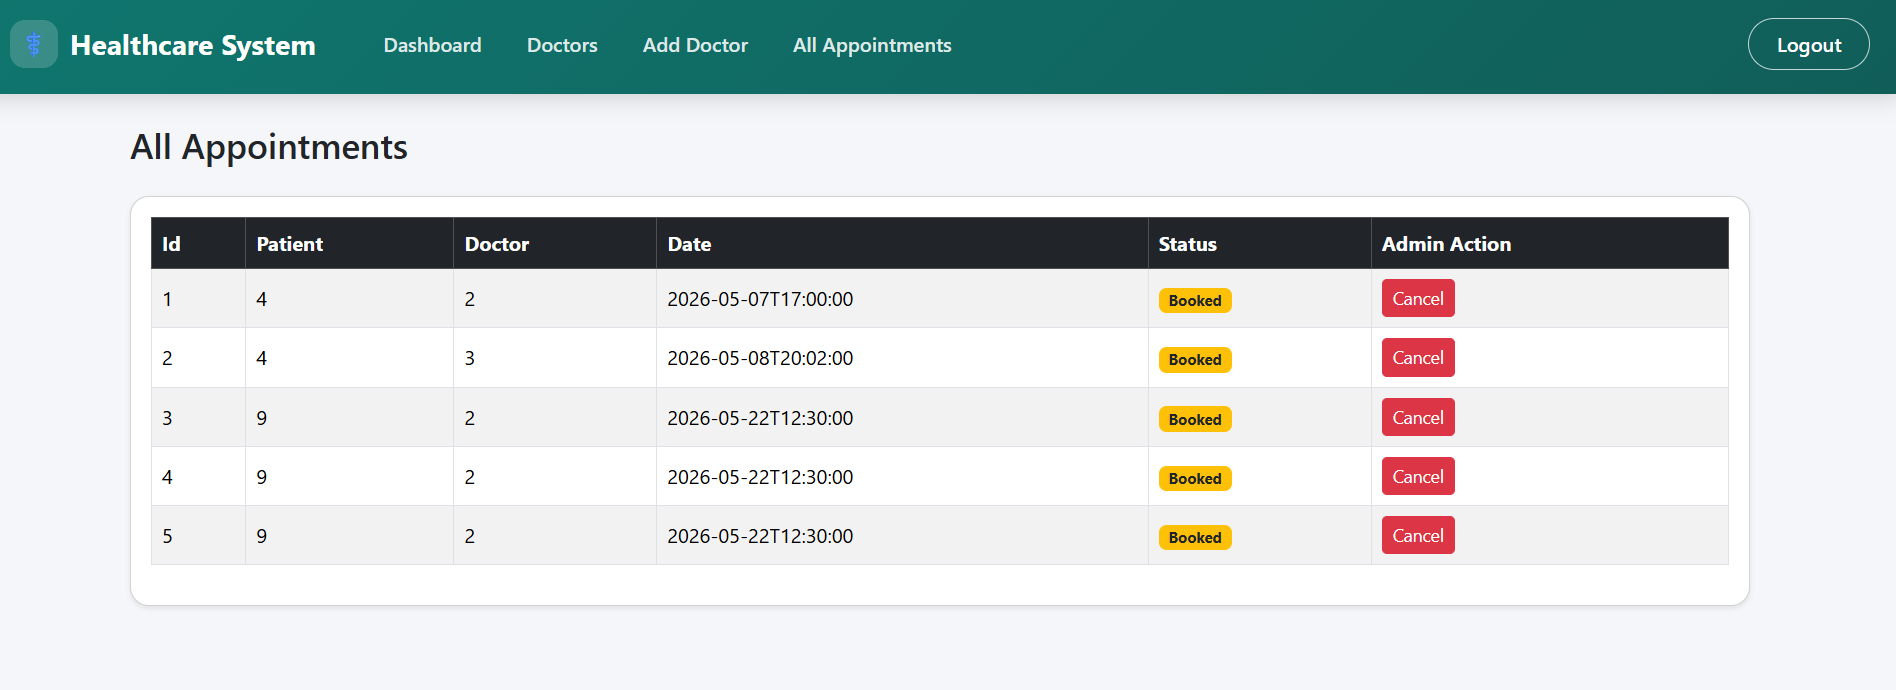 Healthcare System Dashboard Doctors Add Doctor All Appointments Logout
All Appointments
Id Patient Doctor Date Status Admin Action
1 4 2 2026-05-07T17:00:00 Booked Cancel
2 4 3 2026-05-08T20:02:00 Booked Cancel
3 9 2 2026-05-22T12:30:00 Booked Cancel
4 9 2 2026-05-22T12:30:00 Booked Cancel
5 9 2 2026-05-22T12:30:00 Booked Cancel